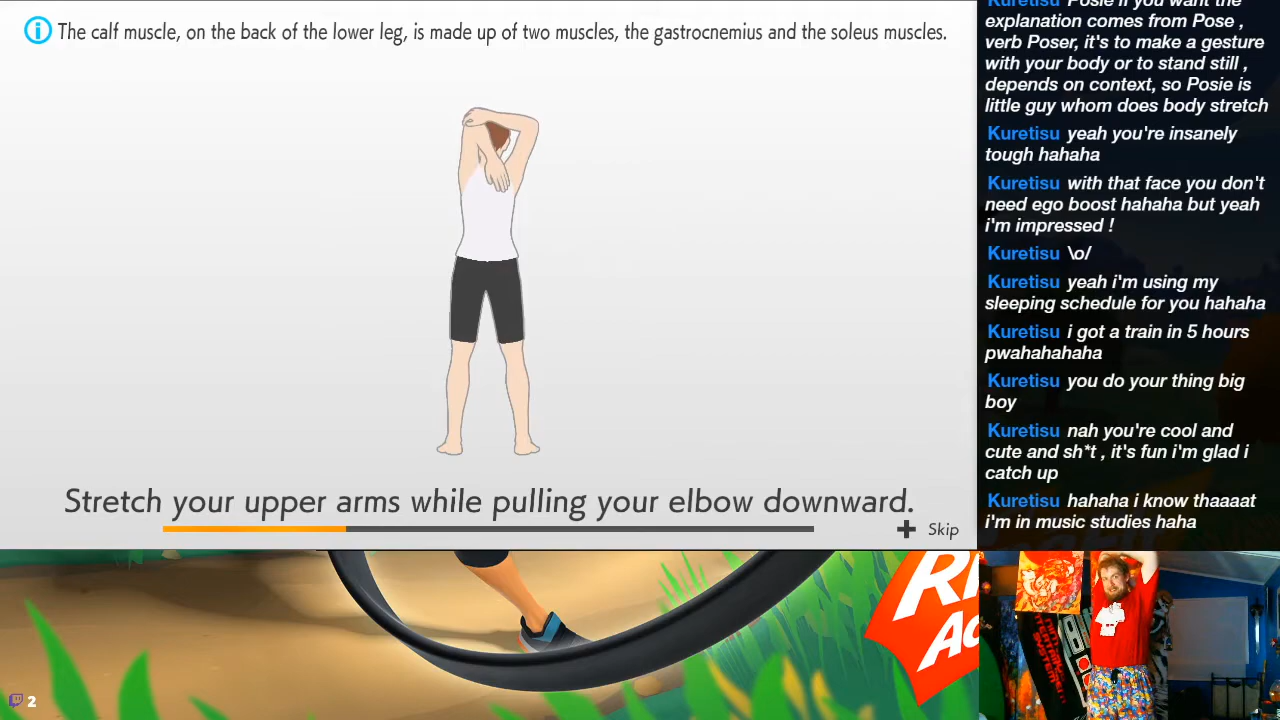 The calf muscle, on the back of the lower leg, is made up of two muscles, the gastrocnemius and the soleus muscles.
Stretch your upper arms while pulling your elbow downward.
Skip
Kuretisu Posie if you want the
explanation comes from Pose ,
verb Poser, it's to make a gesture
with your body or to stand still ,
depends on context, so Posie is
little guy whom does body stretch
Kuretisu yeah you're insanely
tough hahaha
Kuretisu with that face you don't
need ego boost hahaha but yeah
i'm impressed !
Kuretisu \o/
Kuretisu yeah i'm using my
sleeping schedule for you hahaha
Kuretisu i got a train in 5 hours
pwahahahaha
Kuretisu you do your thing big
boy
Kuretisu nah you're cool and
cute and sh*t , it's fun i'm glad i
catch up
Kuretisu hahaha i know thaaaat
i'm in music studies haha
2